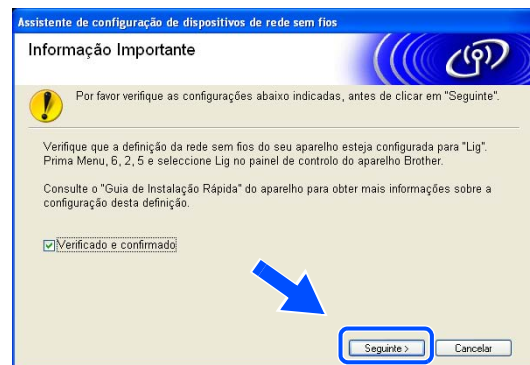 Assistente de configuração de dispositivos de rede sem fios
Informação Importante
Por favor verifique as configurações abaixo indicadas, antes de clicar em "Seguinte".
Verifique que a definição da rede sem fios do seu aparelho esteja configurada para "Lig".
Prima Menu, 6, 2, 5 e seleccione Lig no painel de controlo do aparelho Brother.
Consulte o "Guia de Instalação Rápida" do aparelho para obter mais informações sobre a
configuração desta definição.
Verificado e confirmado
Seguinte >
Cancelar